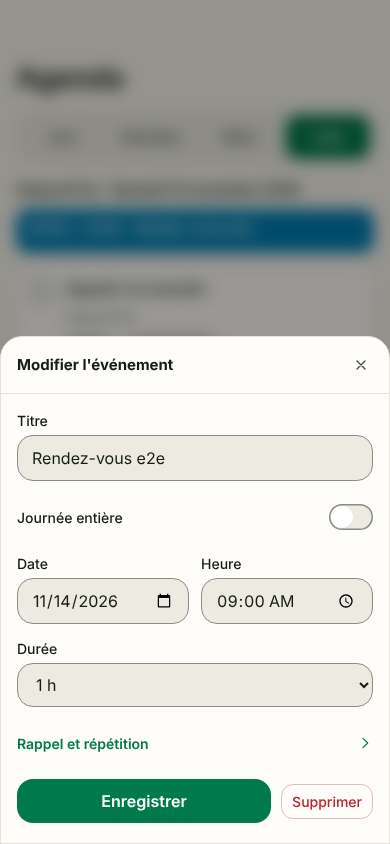 Agenda
Modifier l'événement
Titre
Rendez-vous e2e
Journée entière
Date
Heure
11/14/2026
09:00 AM
Durée
1 h
Rappel et répétition
Enregistrer
Supprimer